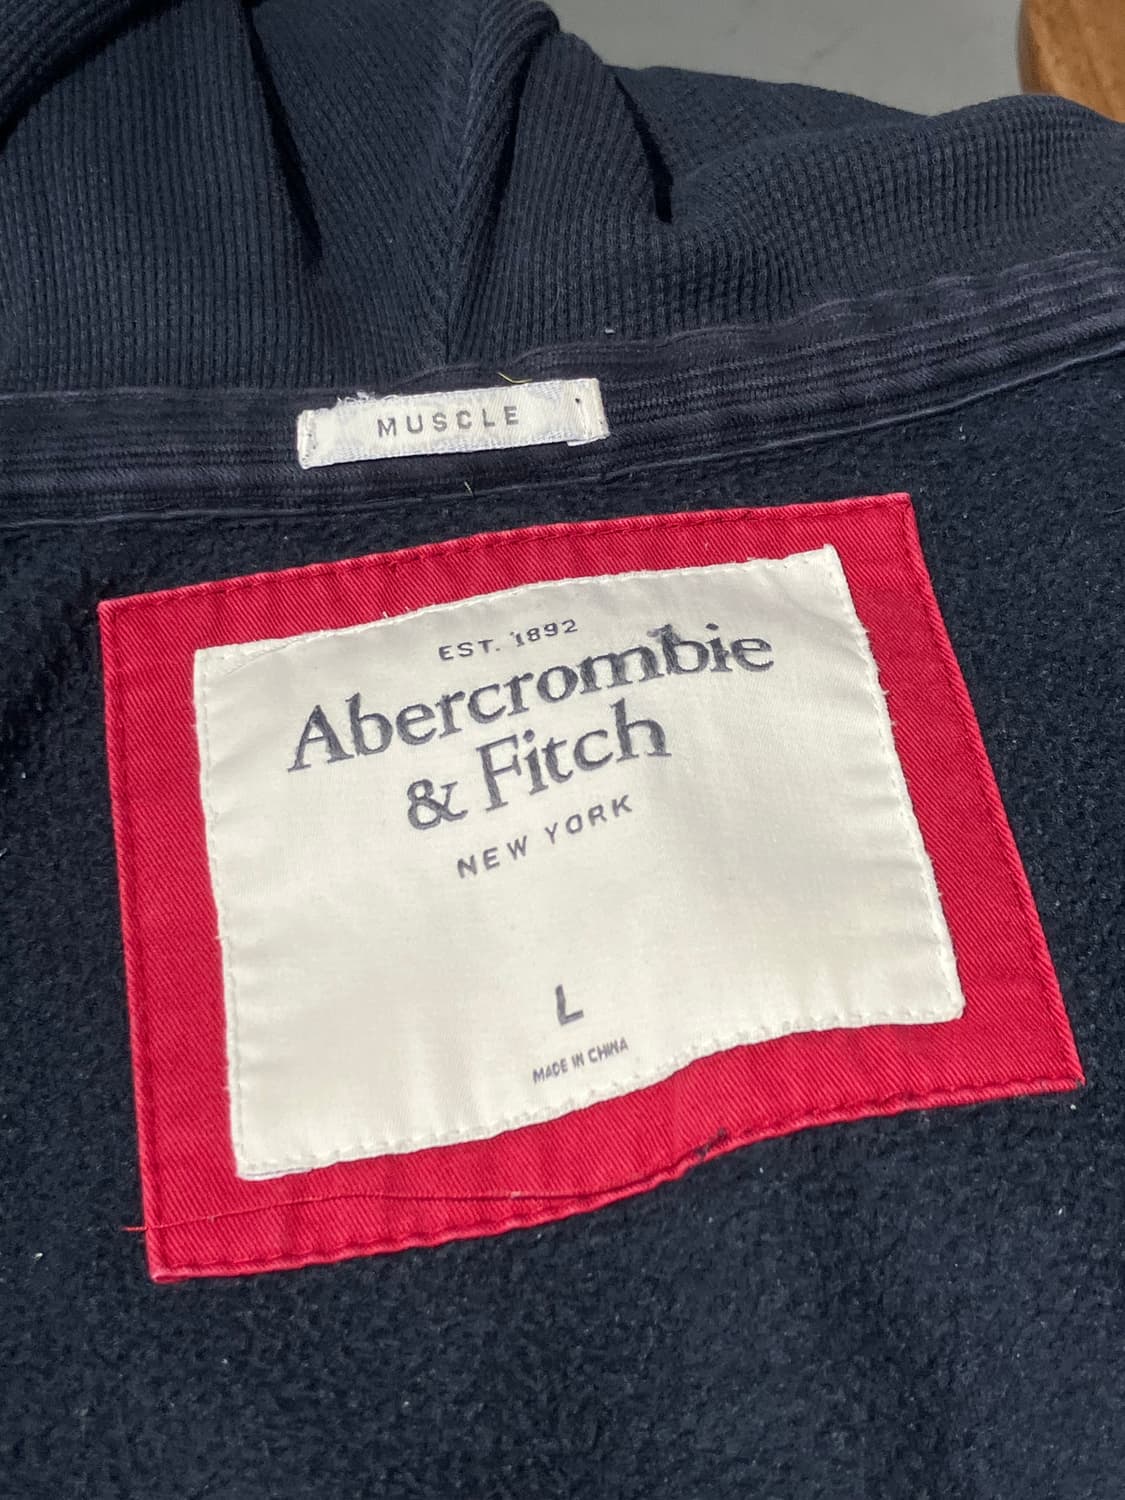 MUSCLE
EST. 1892
Abercrombie
& Fitch
NEW YORK
L
MADE IN CHINA